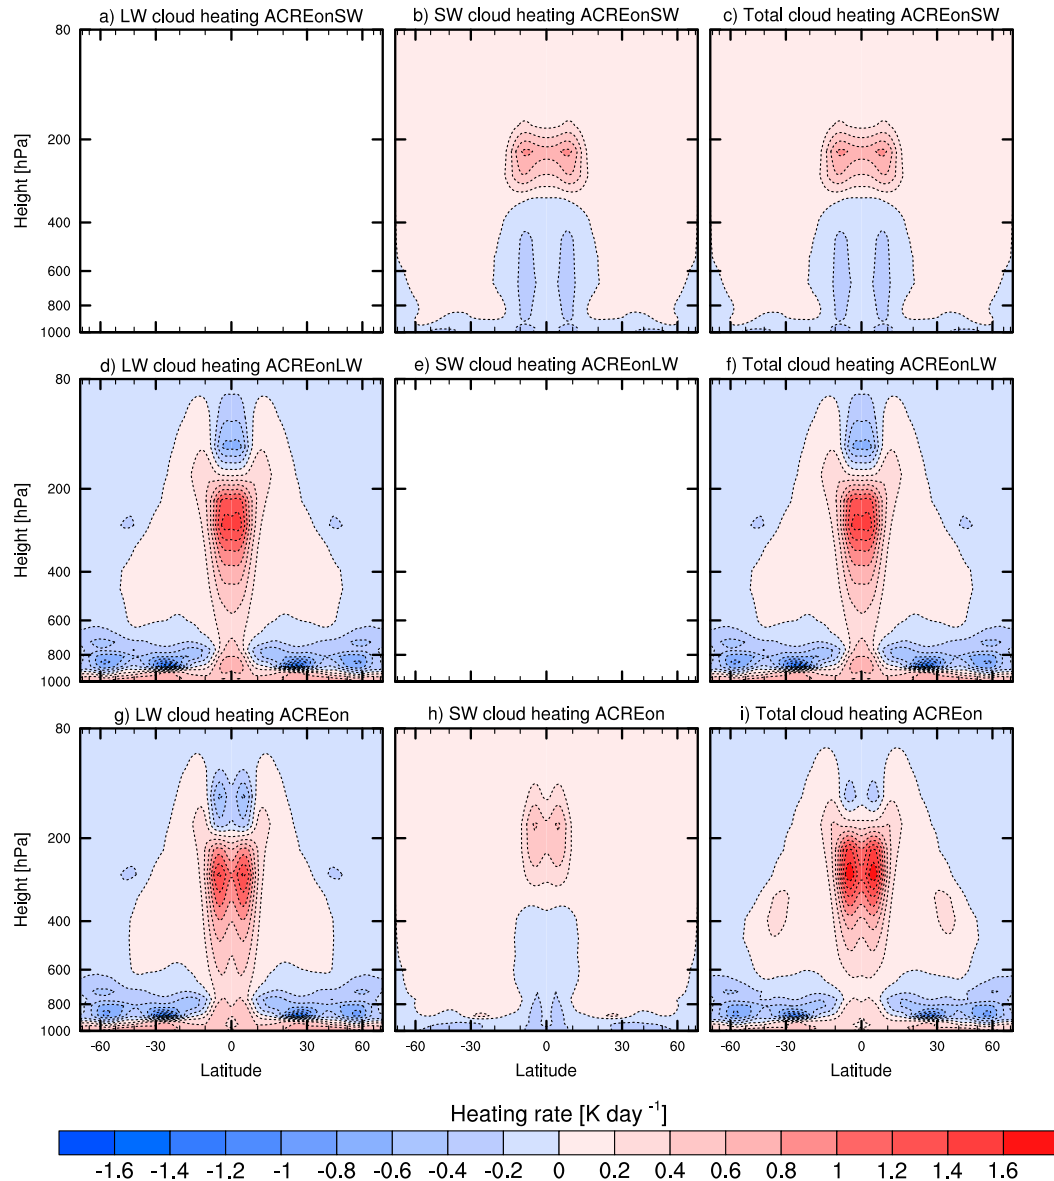 a) LW cloud heating ACREonSW
b) SW cloud heating ACREonSW
c) Total cloud heating ACREonSW
80
200
400
600
800
1000
Height [hPa]
d) LW cloud heating ACREonLW
e) SW cloud heating ACREonLW
f) Total cloud heating ACREonLW
80
200
400
600
800
1000
Height [hPa]
g) LW cloud heating ACREon
h) SW cloud heating ACREon
i) Total cloud heating ACREon
80
200
400
600
800
1000
Height [hPa]
-60 -30 0 30 60
-60 -30 0 30 60
-60 -30 0 30 60
Latitude
Latitude
Latitude
Heating rate [K day -1]
-1.6 -1.4 -1.2 -1 -0.8 -0.6 -0.4 -0.2 0 0.2 0.4 0.6 0.8 1 1.2 1.4 1.6